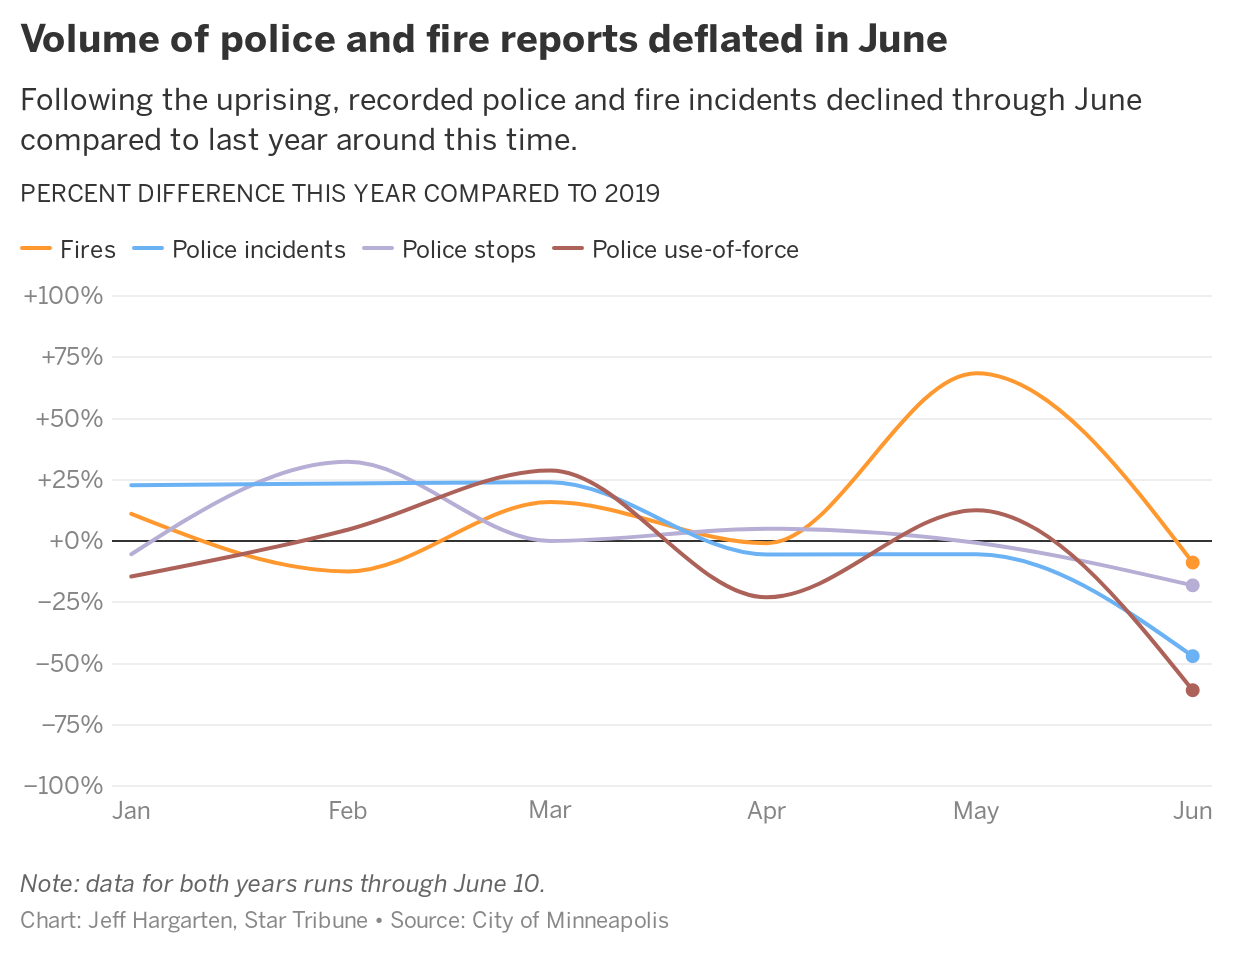 Volume of police and fire reports deflated in June
Following the uprising, recorded police and fire incidents declined through June
compared to last year around this time.
PERCENT DIFFERENCE THIS YEAR COMPARED TO 2019
Fires Police incidents Police stops Police use-of-force
+100%
+75%
+50%
+25%
+0%
−25%
−50%
−75%
−100%
Jan Feb Mar Apr May Jun
Note: data for both years runs through June 10.
Chart: Jeff Hargarten, Star Tribune • Source: City of Minneapolis